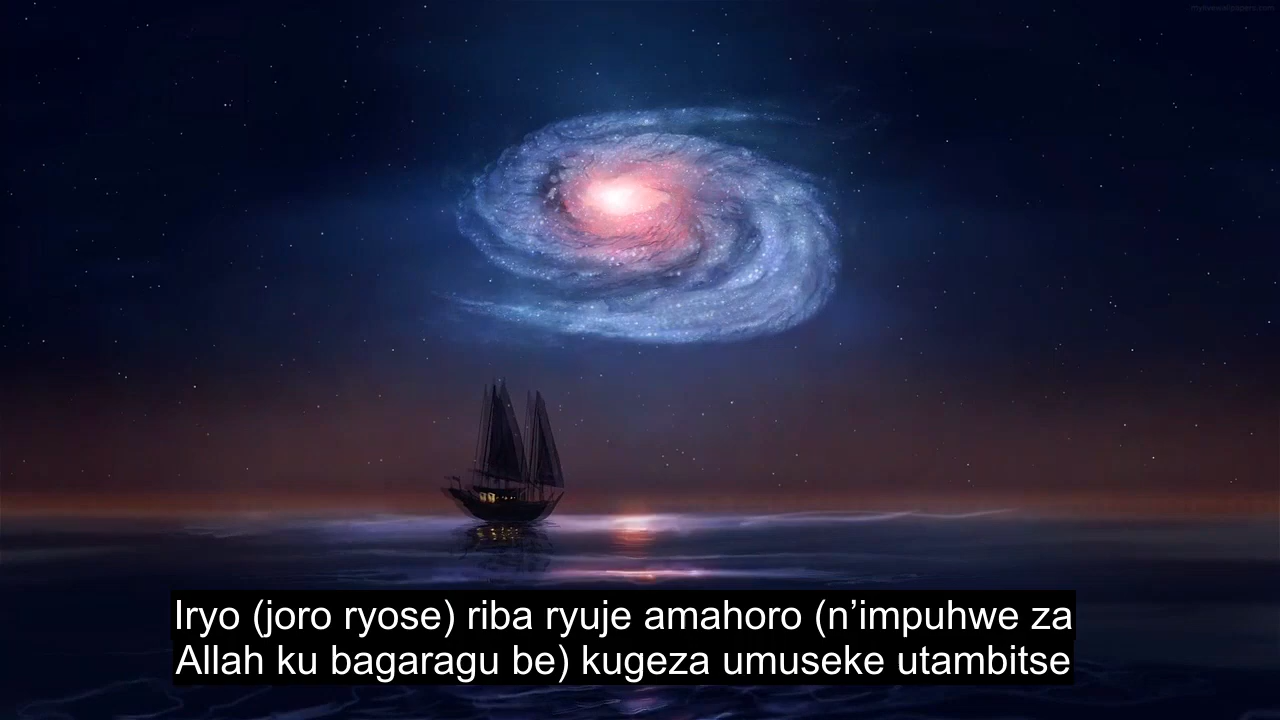 Iryo (joro ryose) riba ryuje amahoro (n’impuhwe za
Allah ku bagaragu be) kugeza umuseke utambitse